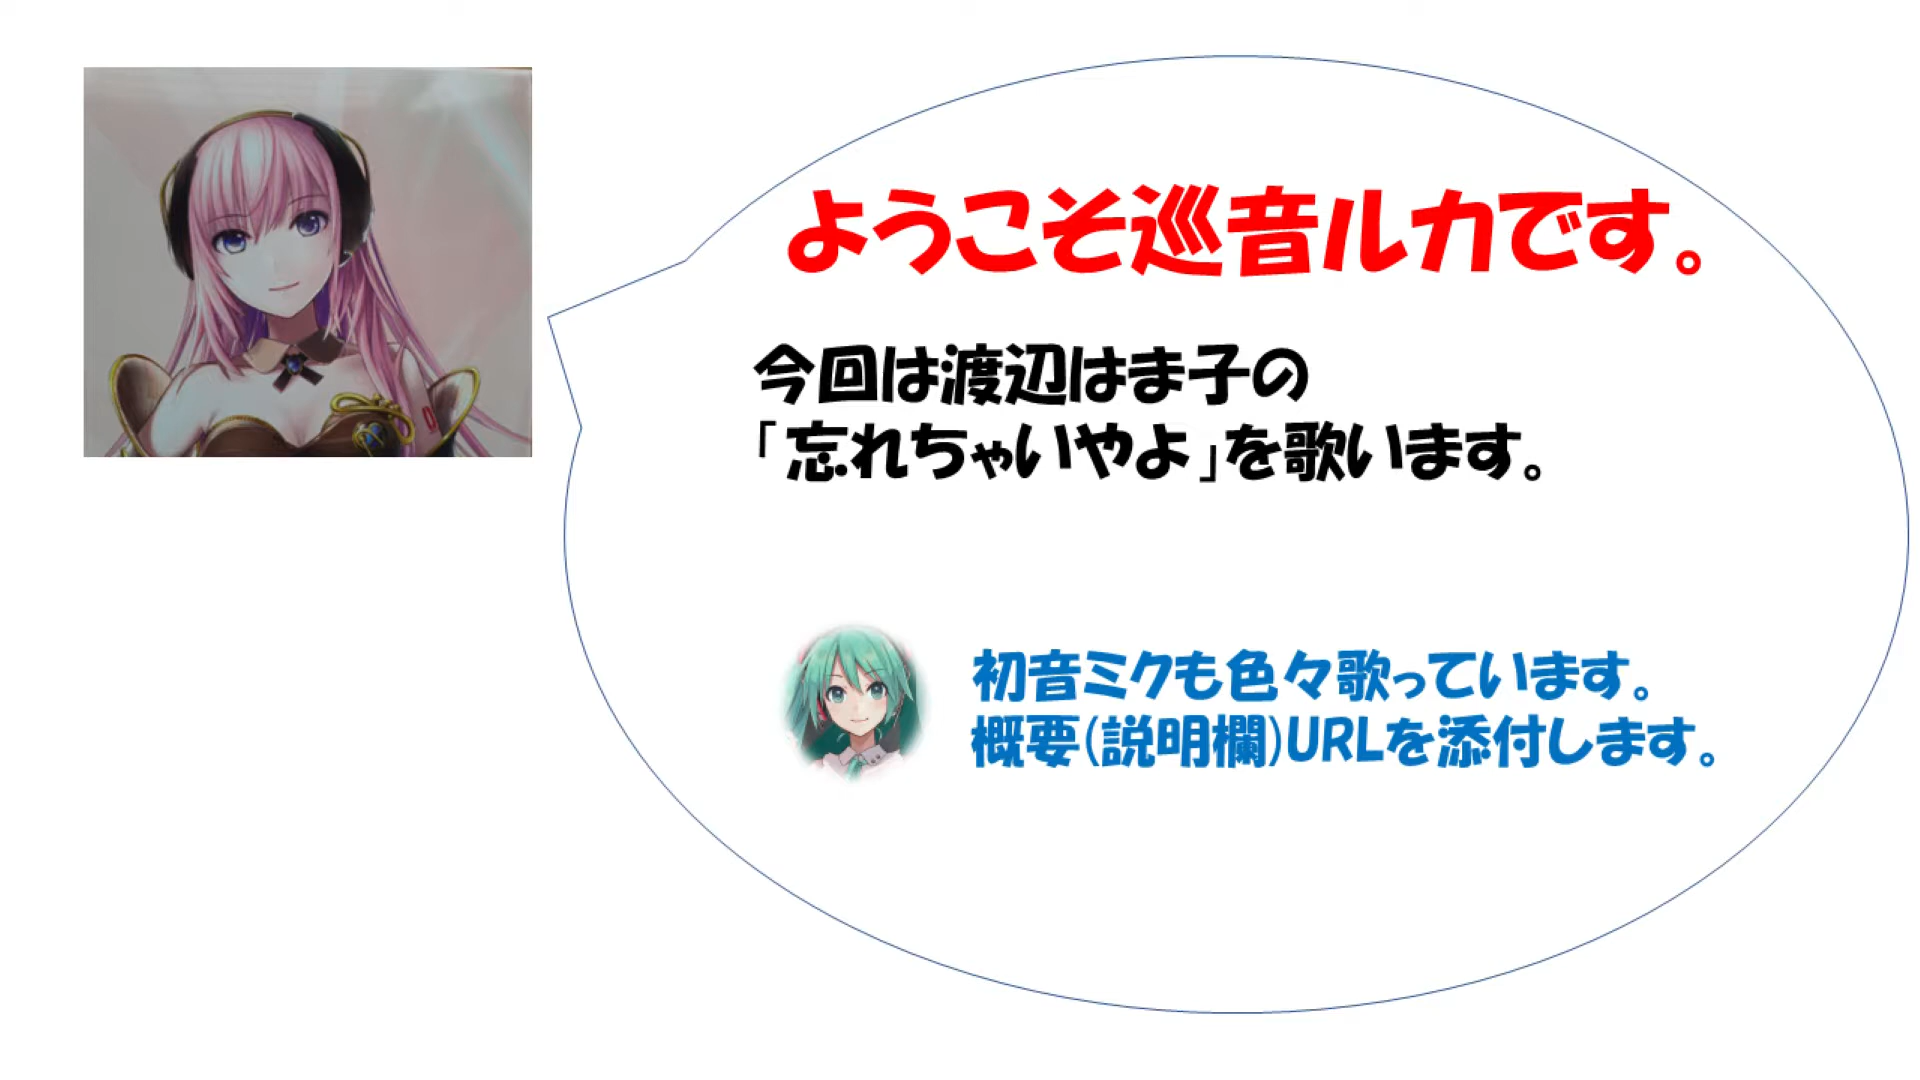 ようこそ巡音ルカです。
今回は渡辺はま子の
「忘れちゃいやよ」を歌います。
初音ミクも色々歌っています。
概要(説明欄)URLを添付します。